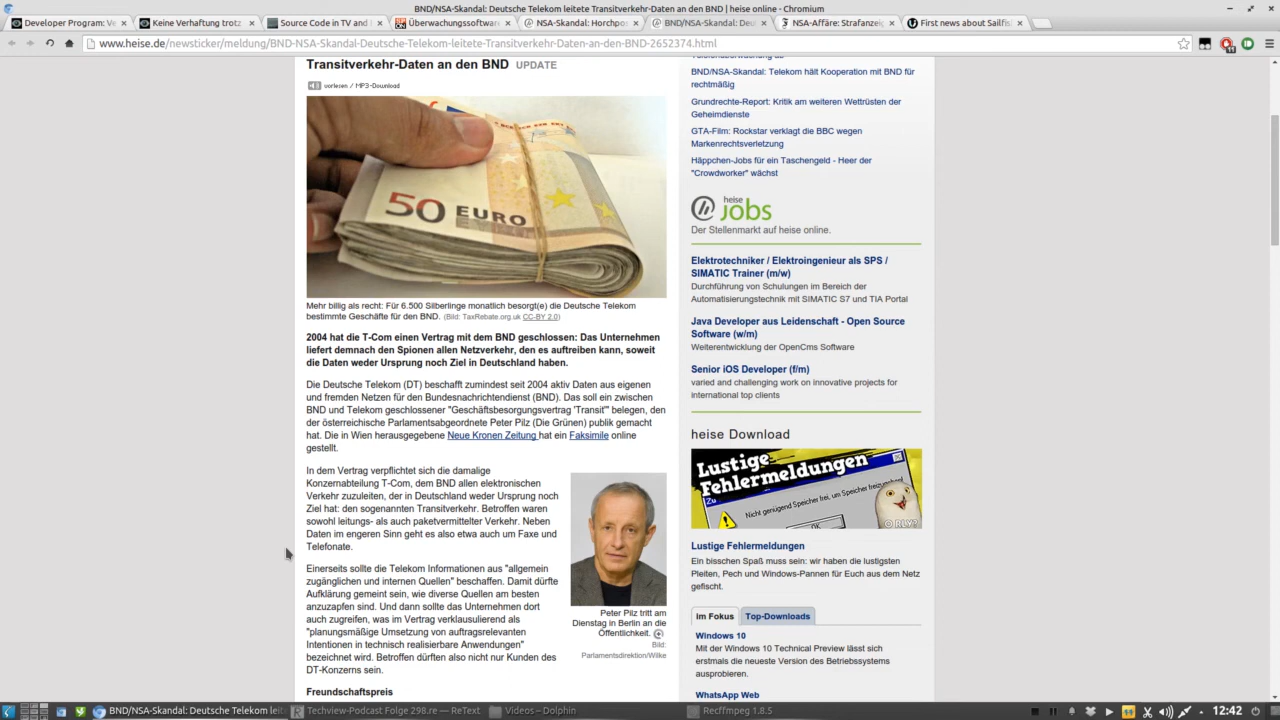 BND/NSA-Skandal: Deutsche Telekom leitete Transitverkehr-Daten an den BND | heise online - Chromium
Developer Program: Ve
Keine Verhaftung trotz
Source Code in TV and
Überwachungssoftware
NSA-Skandal: Horchpos
BND/NSA-Skandal: Deu
NSA-Affäre: Strafanzeig
First news about Sailfis
www.heise.de/newsticker/meldung/BND-NSA-Skandal-Deutsche-Telekom-leitete-Transitverkehr-Daten-an-den-BND-2652374.html
Transitverkehr-Daten an den BND UPDATE
vorlesen / MP3-Download
50 EURO
Mehr billig als recht: Für 6.500 Silberlinge monatlich besorgt(e) die Deutsche Telekom
bestimmte Geschäfte für den BND. (Bild: TaxRebate.org.uk CC-BY 2.0)
2004 hat die T-Com einen Vertrag mit dem BND geschlossen: Das Unternehmen
liefert demnach den Spionen allen Netzverkehr, den es auftreiben kann, soweit
die Daten weder Ursprung noch Ziel in Deutschland haben.
Die Deutsche Telekom (DT) beschafft zumindest seit 2004 aktiv Daten aus eigenen
und fremden Netzen für den Bundesnachrichtendienst (BND). Das soll ein zwischen
BND und Telekom geschlossener "Geschäftsbesorgungsvertrag 'Transit'" belegen, den
der österreichische Parlamentsabgeordnete Peter Pilz (Die Grünen) publik gemacht
hat. Die in Wien herausgegebene Neue Kronen Zeitung hat ein Faksimile online
gestellt.
In dem Vertrag verpflichtet sich die damalige
Konzernabteilung T-Com, dem BND allen elektronischen
Verkehr zuzuleiten, der in Deutschland weder Ursprung noch
Ziel hat: den sogenannten Transitverkehr. Betroffen waren
sowohl leitungs- als auch paketvermittelter Verkehr. Neben
Daten im engeren Sinn geht es also etwa auch um Faxe und
Telefonate.
Peter Pilz tritt am
Dienstag in Berlin an die
Öffentlichkeit.
Bild:
Parlamentsdirektion/Wilke
Einerseits sollte die Telekom Informationen aus "allgemein
zugänglichen und internen Quellen" beschaffen. Damit dürfte
Aufklärung gemeint sein, wie diverse Quellen am besten
anzuzapfen sind. Und dann sollte das Unternehmen dort
auch zugreifen, was im Vertrag verklausulierend als
"planungsmäßige Umsetzung von auftragsrelevanten
Intentionen in technisch realisierbare Anwendungen"
bezeichnet wird. Betroffen dürften also nicht nur Kunden des
DT-Konzerns sein.
Freundschaftspreis
BND/NSA-Skandal: Telekom hält Kooperation mit BND für
rechtmäßig
Grundrechte-Report: Kritik am weiteren Wettrüsten der
Geheimdienste
GTA-Film: Rockstar verklagt die BBC wegen
Markenrechtsverletzung
Häppchen-Jobs für ein Taschengeld - Heer der
"Crowdworker" wächst
heise
jobs
Der Stellenmarkt auf heise online.
Elektrotechniker / Elektroingenieur als SPS /
SIMATIC Trainer (m/w)
Durchführung von Schulungen im Bereich der
Automatisierungstechnik mit SIMATIC S7 und TIA Portal
Java Developer aus Leidenschaft - Open Source
Software (w/m)
Weiterentwicklung der OpenCms Software
Senior iOS Developer (f/m)
varied and challenging work on innovative projects for
international top clients
heise Download
Lustige
Fehlermeldungen
Zu
Nicht genügend Speicher frei, um Speicher freizugeben!
OK
O RLY?
Lustige Fehlermeldungen
Ein bisschen Spaß muss sein: wir haben die lustigsten
Pleiten, Pech und Windows-Pannen für Euch aus dem Netz
gefischt.
im Fokus
Top-Downloads
Windows 10
Mit der Windows 10 Technical Preview lässt sich
erstmals die neueste Version des Betriebssystems
ausprobieren.
WhatsApp Web
BND/NSA-Skandal: Deutsche Telekom leit
Techview-Podcast Folge 298.re — ReText
Videos – Dolphin
Recffmpeg 1.8.5
12:42